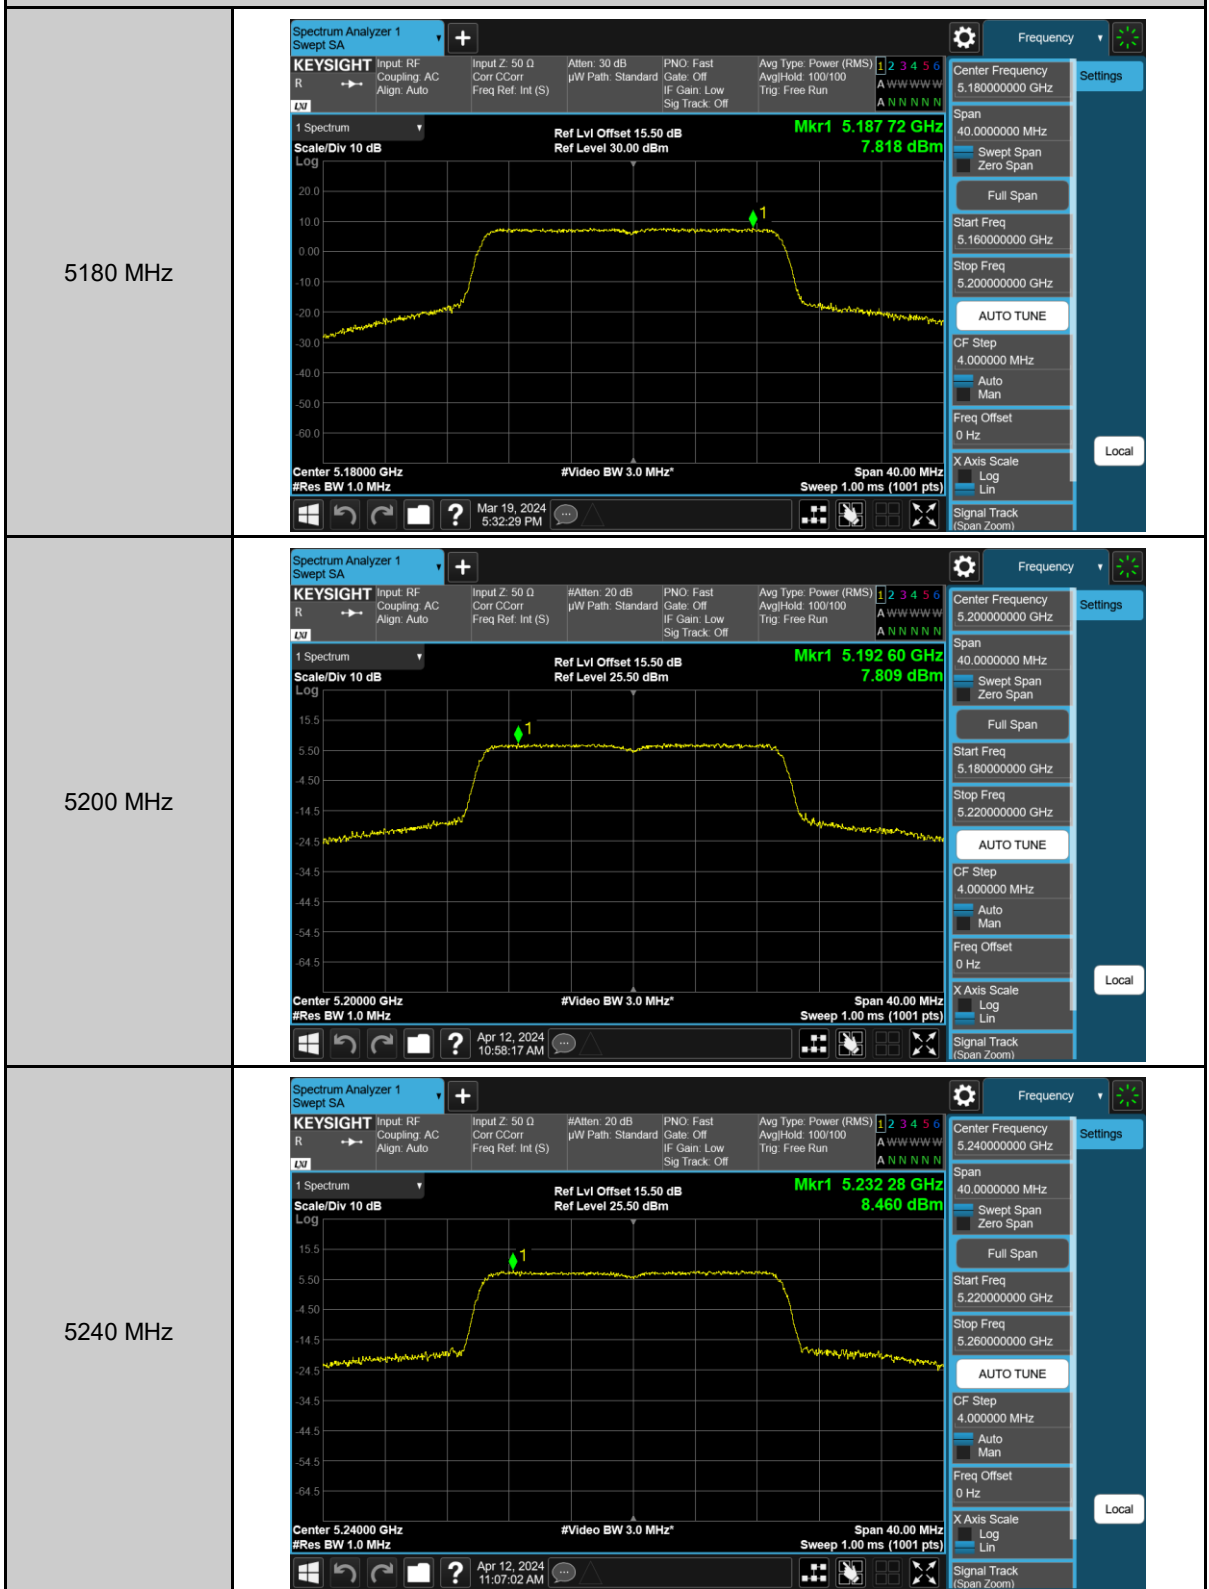 5180 MHz
Spectrum Analyzer 1
Swept SA
Frequency
KEYSIGHT
R
LXI
Input: RF
Coupling: AC
Align: Auto
Input Z: 50 Ω
Corr CCorr
Freq Ref: Int (S)
Atten: 30 dB
µW Path: Standard
PNO: Fast
Gate: Off
IF Gain: Low
Sig Track: Off
Avg Type: Power (RMS)
Avg|Hold: 100/100
Trig: Free Run
1 2 3 4 5 6
A W W W W W
A N N N N N
1 Spectrum
Scale/Div 10 dB
Log
Ref Lvl Offset 15.50 dB
Ref Level 30.00 dBm
Mkr1 5.187 72 GHz
7.818 dBm
1
20.0
10.0
0.00
-10.0
-20.0
-30.0
-40.0
-50.0
-60.0
Center 5.18000 GHz
#Res BW 1.0 MHz
#Video BW 3.0 MHz*
Span 40.00 MHz
Sweep 1.00 ms (1001 pts)
Mar 19, 2024
5:32:29 PM
Center Frequency
5.180000000 GHz
Settings
Span
40.0000000 MHz
Swept Span
Zero Span
Full Span
Start Freq
5.160000000 GHz
Stop Freq
5.200000000 GHz
AUTO TUNE
CF Step
4.000000 MHz
Auto
Man
Freq Offset
0 Hz
Local
X Axis Scale
Log
Lin
Signal Track
(Span Zoom)
5200 MHz
Spectrum Analyzer 1
Swept SA
Frequency
KEYSIGHT
R
LXI
Input: RF
Coupling: AC
Align: Auto
Input Z: 50 Ω
Corr CCorr
Freq Ref: Int (S)
#Atten: 20 dB
µW Path: Standard
PNO: Fast
Gate: Off
IF Gain: Low
Sig Track: Off
Avg Type: Power (RMS)
Avg|Hold: 100/100
Trig: Free Run
1 2 3 4 5 6
A W W W W W
A N N N N N
1 Spectrum
Scale/Div 10 dB
Log
Ref Lvl Offset 15.50 dB
Ref Level 25.50 dBm
Mkr1 5.192 60 GHz
7.809 dBm
1
15.5
5.50
-4.50
-14.5
-24.5
-34.5
-44.5
-54.5
-64.5
Center 5.20000 GHz
#Res BW 1.0 MHz
#Video BW 3.0 MHz*
Span 40.00 MHz
Sweep 1.00 ms (1001 pts)
Apr 12, 2024
10:58:17 AM
Center Frequency
5.200000000 GHz
Settings
Span
40.0000000 MHz
Swept Span
Zero Span
Full Span
Start Freq
5.180000000 GHz
Stop Freq
5.220000000 GHz
AUTO TUNE
CF Step
4.000000 MHz
Auto
Man
Freq Offset
0 Hz
Local
X Axis Scale
Log
Lin
Signal Track
(Span Zoom)
5240 MHz
Spectrum Analyzer 1
Swept SA
Frequency
KEYSIGHT
R
LXI
Input: RF
Coupling: AC
Align: Auto
Input Z: 50 Ω
Corr CCorr
Freq Ref: Int (S)
#Atten: 20 dB
µW Path: Standard
PNO: Fast
Gate: Off
IF Gain: Low
Sig Track: Off
Avg Type: Power (RMS)
Avg|Hold: 100/100
Trig: Free Run
1 2 3 4 5 6
A W W W W W
A N N N N N
1 Spectrum
Scale/Div 10 dB
Log
Ref Lvl Offset 15.50 dB
Ref Level 25.50 dBm
Mkr1 5.232 28 GHz
8.460 dBm
1
15.5
5.50
-4.50
-14.5
-24.5
-34.5
-44.5
-54.5
-64.5
Center 5.24000 GHz
#Res BW 1.0 MHz
#Video BW 3.0 MHz*
Span 40.00 MHz
Sweep 1.00 ms (1001 pts)
Apr 12, 2024
11:07:02 AM
Center Frequency
5.240000000 GHz
Settings
Span
40.0000000 MHz
Swept Span
Zero Span
Full Span
Start Freq
5.220000000 GHz
Stop Freq
5.260000000 GHz
AUTO TUNE
CF Step
4.000000 MHz
Auto
Man
Freq Offset
0 Hz
Local
X Axis Scale
Log
Lin
Signal Track
(Span Zoom)